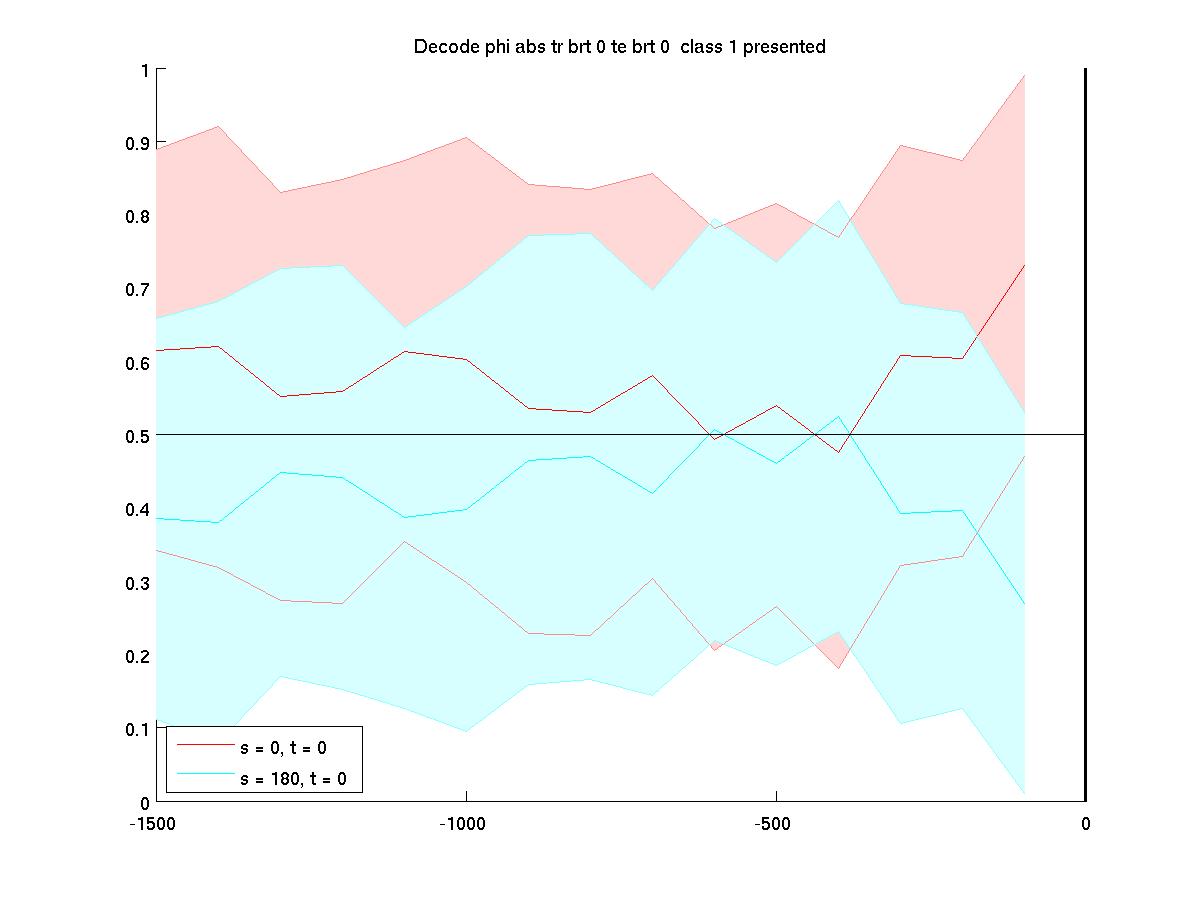 Decode phi abs tr brt 0 te brt 0  class 1 presented
1
0.9
0.8
0.7
0.6
0.5
0.4
0.3
0.2
0.1
0
s = 0, t = 0
s = 180, t = 0
-1500 -1000 -500 0